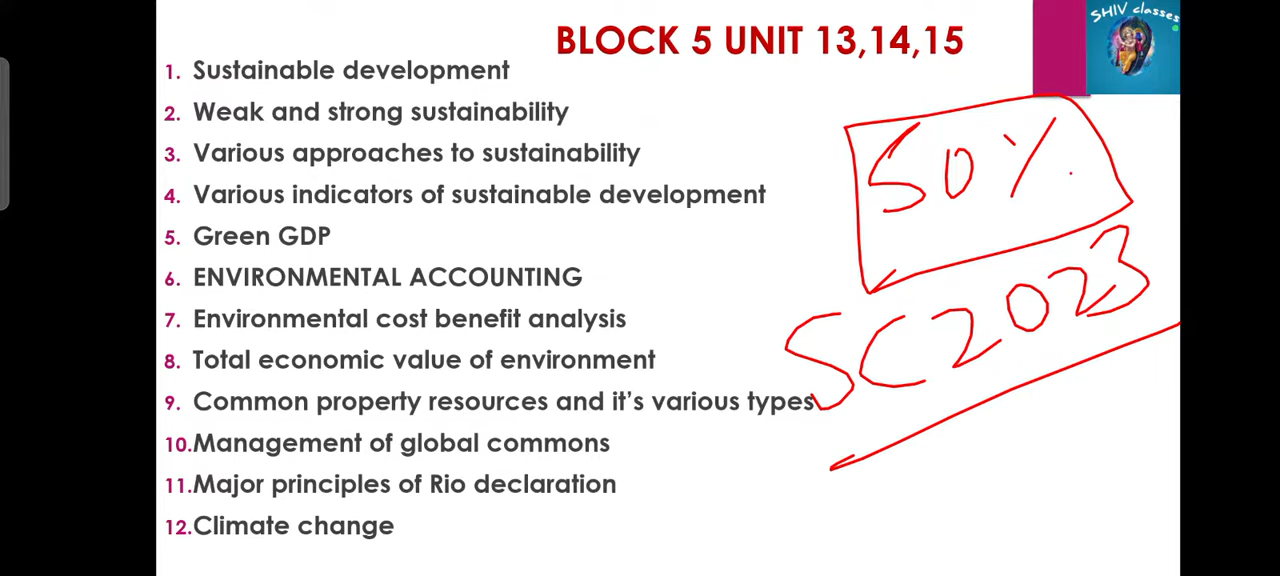 SHIV classes
BLOCK 5 UNIT 13,14,15
1. Sustainable development
2. Weak and strong sustainability
3. Various approaches to sustainability
4. Various indicators of sustainable development
5. Green GDP
6. ENVIRONMENTAL ACCOUNTING
7. Environmental cost benefit analysis
8. Total economic value of environment
9. Common property resources and it's various types
10.Management of global commons
11.Major principles of Rio declaration
12.Climate change
50%
SC2023